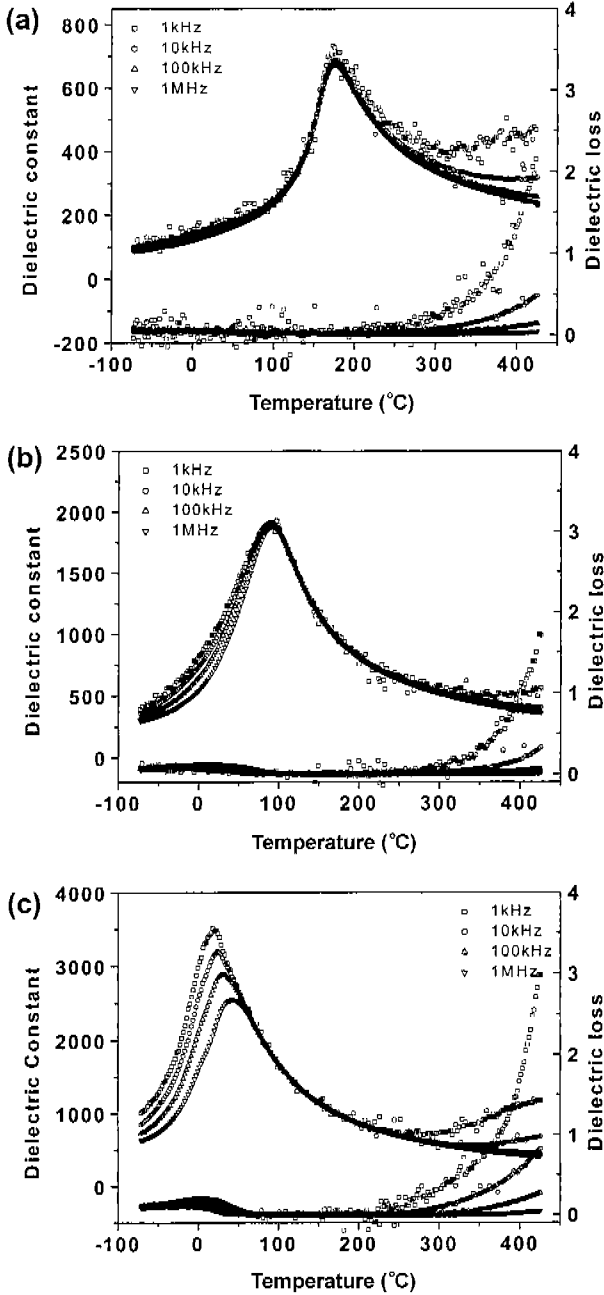 (a)
800
600
400
200
0
-200
Dielectric constant
1kHz
10kHz
100kHz
1MHz
4
3
2
1
0
Dielectric loss
-100 0 100 200 300 400
Temperature (°C)
(b)
2500
2000
1500
1000
500
0
Dielectric constant
1kHz
10kHz
100kHz
1MHz
4
3
2
1
0
Dielectric loss
-100 0 100 200 300 400
Temperature (°C)
(c)
4000
3000
2000
1000
0
Dielectric Constant
1kHz
10kHz
100kHz
1MHz
4
3
2
1
0
Dielectric loss
-100 0 100 200 300 400
Temperature (°C)